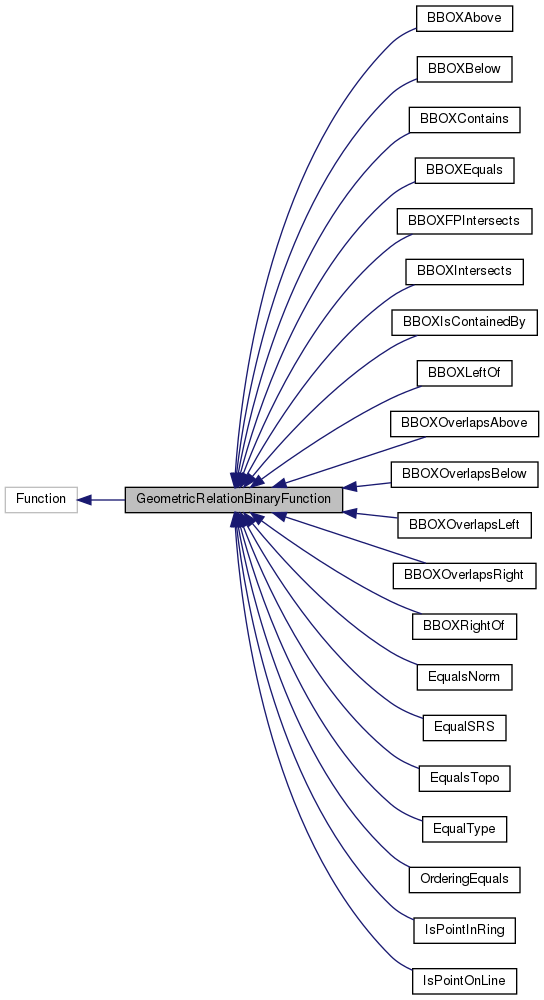 Function
GeometricRelationBinaryFunction
BBOXAbove
BBOXBelow
BBOXContains
BBOXEquals
BBOXFPIntersects
BBOXIntersects
BBOXIsContainedBy
BBOXLeftOf
BBOXOverlapsAbove
BBOXOverlapsBelow
BBOXOverlapsLeft
BBOXOverlapsRight
BBOXRightOf
EqualsNorm
EqualSRS
EqualsTopo
EqualType
OrderingEquals
IsPointInRing
IsPointOnLine